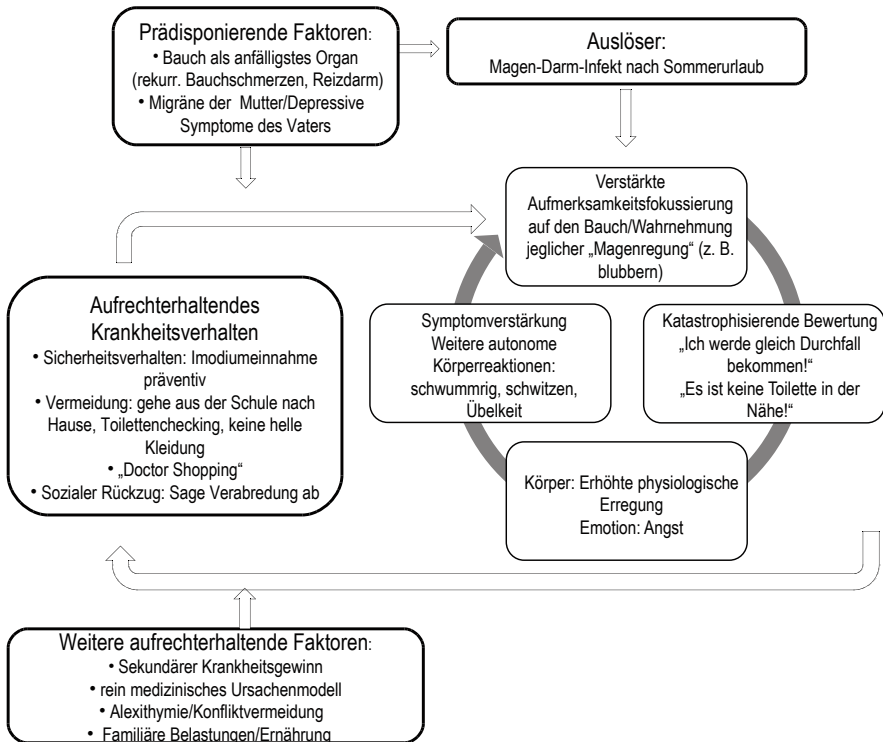 Prädisponierende Faktoren:
• Bauch als anfälligstes Organ
(rekurr. Bauchschmerzen, Reizdarm)
• Migräne der Mutter/Depressive
Symptome des Vaters
Auslöser:
Magen-Darm-Infekt nach Sommerurlaub
Verstärkte
Aufmerksamkeitsfokussierung
auf den Bauch/Wahrnehmung
jeglicher „Magenregung“ (z. B.
blubbern)
Aufrechterhaltendes
Krankheitsverhalten
• Sicherheitsverhalten: Imodiumeinnahme
präventiv
• Vermeidung: gehe aus der Schule nach
Hause, Toilettenchecking, keine helle
Kleidung
• „Doctor Shopping“
• Sozialer Rückzug: Sage Verabredung ab
Symptomverstärkung
Weitere autonome
Körperreaktionen:
schwummrig, schwitzen,
Übelkeit
Katastrophisierende Bewertung
„Ich werde gleich Durchfall
bekommen!“
„Es ist keine Toilette in der
Nähe!“
Körper: Erhöhte physiologische
Erregung
Emotion: Angst
Weitere aufrechterhaltende Faktoren:
• Sekundärer Krankheitsgewinn
• rein medizinisches Ursachenmodell
• Alexithymie/Konfliktvermeidung
• Familiäre Belastungen/Ernährung